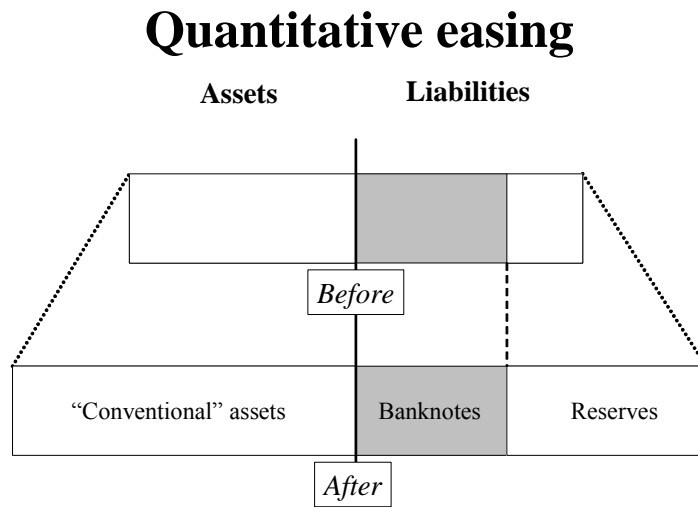 Quantitative easing
Assets
Liabilities
Before
“Conventional” assets
Banknotes
Reserves
After